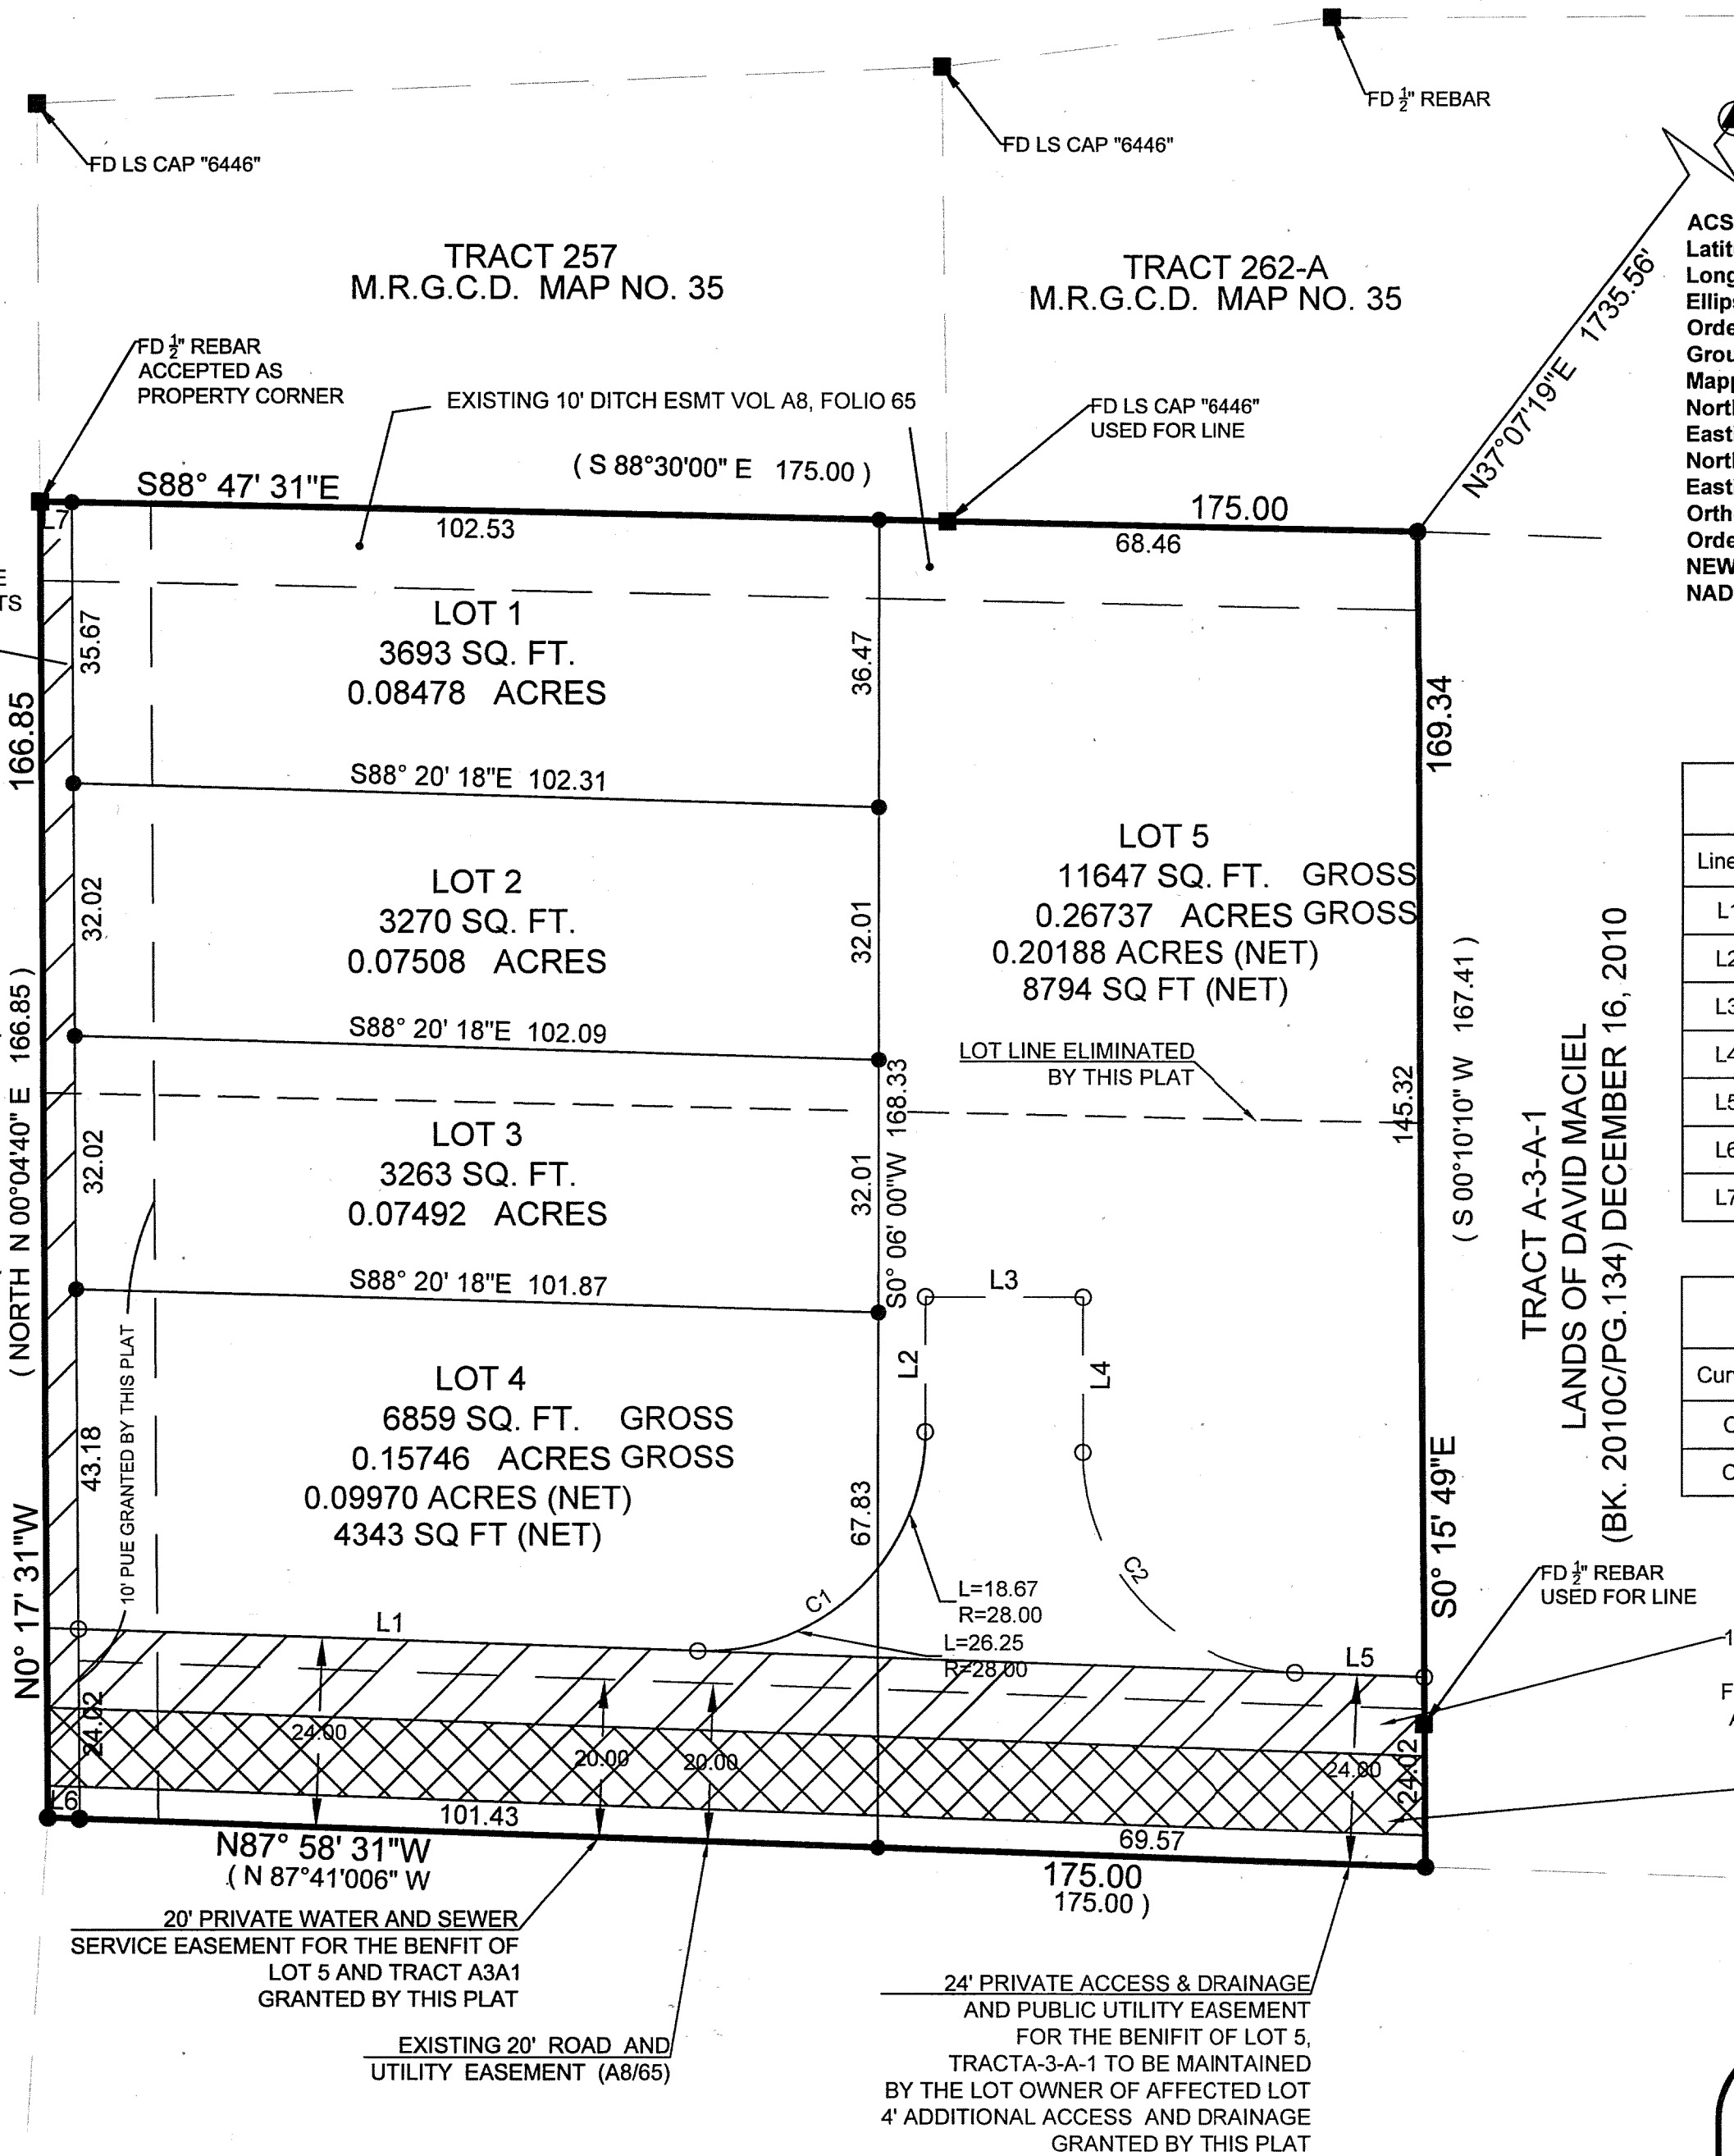 FD 1/2" REBAR
FD LS CAP "6446"
FD LS CAP "6446"
TRACT 257
M.R.G.C.D. MAP NO. 35
TRACT 262-A
M.R.G.C.D. MAP NO. 35
N37°07'19"E 1735.56'
ACS
FD 1/2" REBAR
ACCEPTED AS
PROPERTY CORNER
EXISTING 10' DITCH ESMT VOL A8, FOLIO 65
FD LS CAP "6446"
USED FOR LINE
( S 88°30'00" E 175.00 )
S88° 47' 31"E
175.00
L7
102.53
68.46
NEW
NAD
LOT 1
3693 SQ. FT.
0.08478 ACRES
35.67
36.47
166.85
169.34
S88° 20' 18"E 102.31
LOT 2
3270 SQ. FT.
0.07508 ACRES
32.02
32.01
LOT 5
11647 SQ. FT. GROSS
0.26737 ACRES GROSS
0.20188 ACRES (NET)
8794 SQ FT (NET)
S88° 20' 18"E 102.09
LOT LINE ELIMINATED
BY THIS PLAT
( NORTH N 00°04'40" E 166.85 )
( S 00°10'10" W 167.41 )
145.32
LOT 3
3263 SQ. FT.
0.07492 ACRES
32.02
32.01
S0° 06' 00"W 168.33
TRACT A-3-A-1
LANDS OF DAVID MACIEL
(BK. 2010C/PG.134) DECEMBER 16, 2010
Line
S88° 20' 18"E 101.87
L3
L2
L4
10' PUE GRANTED BY THIS PLAT
LOT 4
6859 SQ. FT. GROSS
0.15746 ACRES GROSS
0.09970 ACRES (NET)
4343 SQ FT (NET)
43.18
67.83
N0° 17' 31"W
S0° 15' 49"E
L=18.67
R=28.00
L=26.25
R=28.00
C1
C2
FD 1/2" REBAR
USED FOR LINE
L1
L5
24.02
24.00
20.00
20.00
24.00
24.02
L6
101.43
69.57
N87° 58' 31"W
( N 87°41'006" W
175.00
175.00 )
20' PRIVATE WATER AND SEWER
SERVICE EASEMENT FOR THE BENFIT OF
LOT 5 AND TRACT A3A1
GRANTED BY THIS PLAT
EXISTING 20' ROAD AND
UTILITY EASEMENT (A8/65)
24' PRIVATE ACCESS & DRAINAGE
AND PUBLIC UTILITY EASEMENT
FOR THE BENIFIT OF LOT 5,
TRACTA-3-A-1 TO BE MAINTAINED
BY THE LOT OWNER OF AFFECTED LOT
4' ADDITIONAL ACCESS AND DRAINAGE
GRANTED BY THIS PLAT